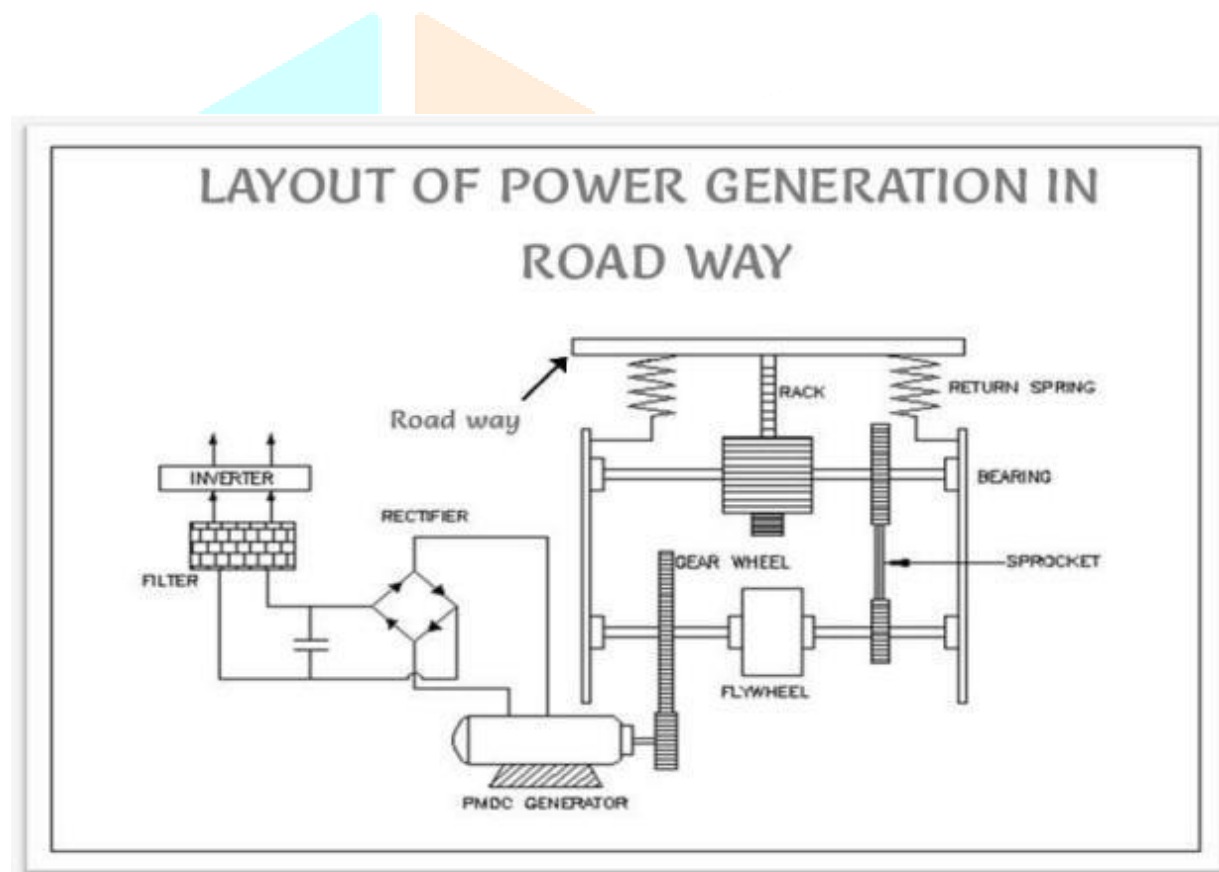 LAYOUT OF POWER GENERATION IN
ROAD WAY
RACK
RETURN SPRING
Road way
INVERTER
BEARING
RECTIFIER
GEAR WHEEL
SPROCKET
FILTER
FLYWHEEL
PMDC GENERATOR